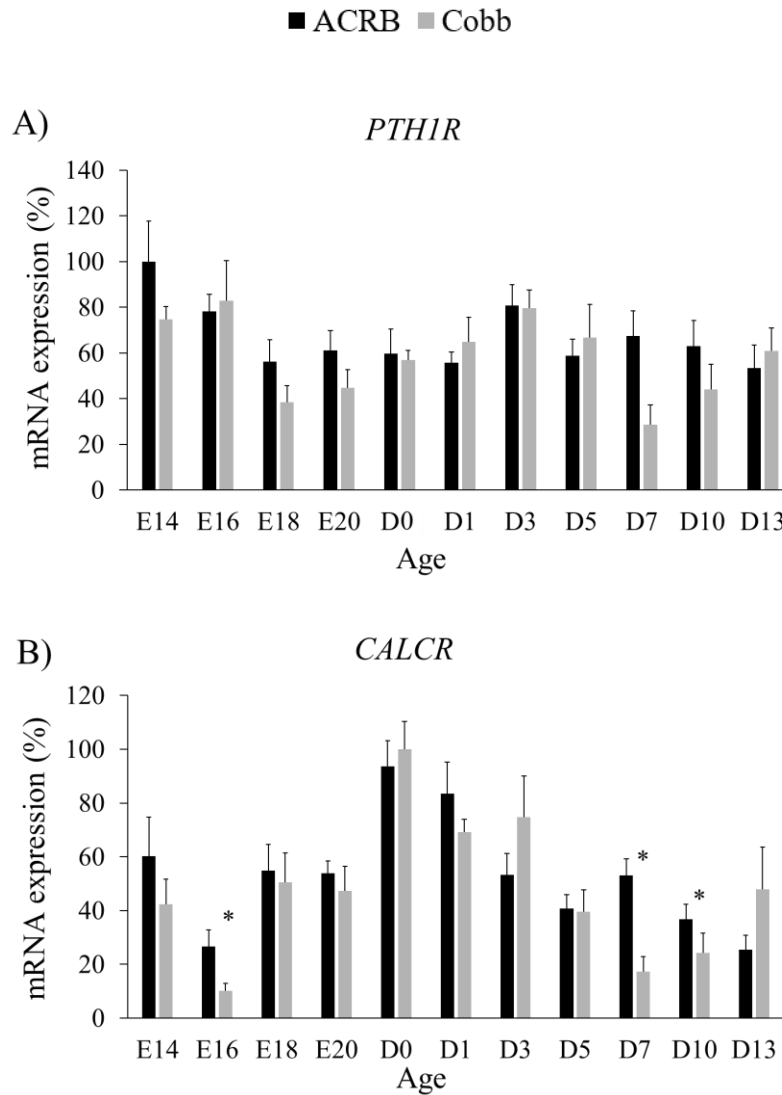 ACRB Cobb
A)
PTH1R
140
120
100
80
60
40
20
0
mRNA expression (%)
E14 E16 E18 E20 D0 D1 D3 D5 D7 D10 D13
Age
B)
CALCR
120
100
80
60
40
20
0
mRNA expression (%)
* * *
E14 E16 E18 E20 D0 D1 D3 D5 D7 D10 D13
Age